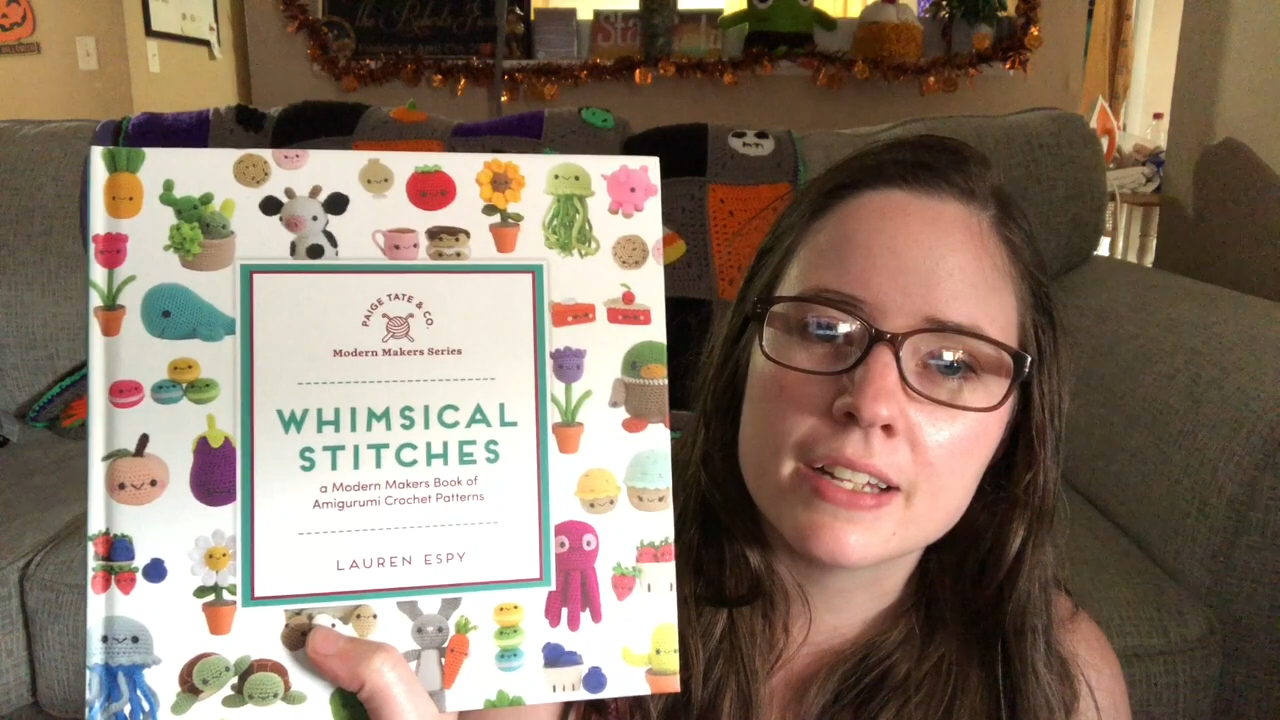 PAIGE TATE & CO.
Modern Makers Series
WHIMSICAL
STITCHES
a Modern Makers Book of
Amigurumi Crochet Patterns
LAUREN ESPY